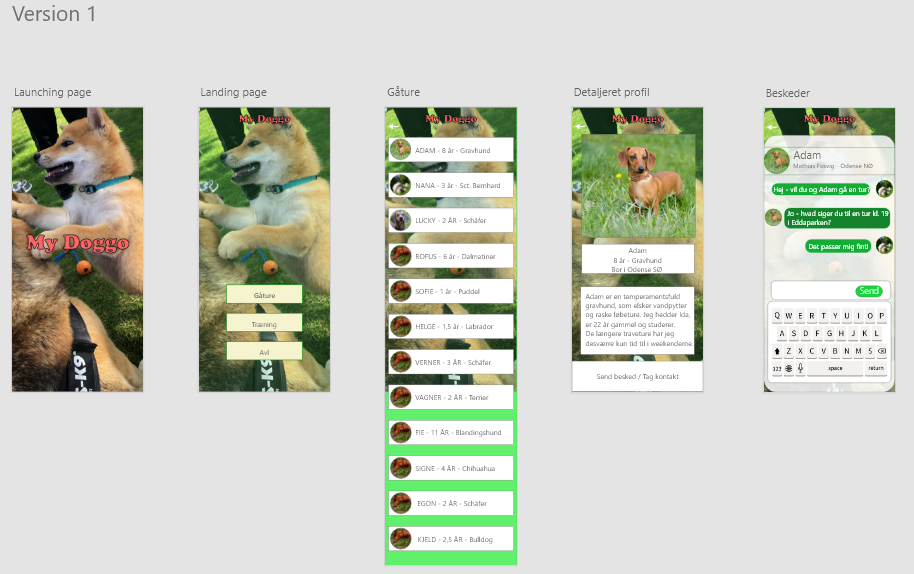 Version 1
Launching page
My Doggo
Landing page
My Doggo
Gåture
Træning
Avl
S-K9
Gåture
My Doggo
ADAM - 8 år - Gravhund
NANA - 3 år - Sct. Bernhard
LUCKY - 2 ÅR - Schäfer
ROFUS - 6 år - Dalmatiner
SOFIE - 1 år - Puddel
HELGE - 1,5 år - Labrador
VERNER - 3 ÅR - Schäfer
VAGNER - 2 ÅR - Terrier
FIE - 11 ÅR - Blandingshund
SIGNE - 4 ÅR - Chihuahua
EGON - 2 ÅR - Schäfer
KJELD - 2,5 ÅR - Bulldog
Detaljeret profil
My Doggo
Adam
8 år - Gravhund
Bor i Odense SØ
Adam er en temperamentsfuld
gravhund, som elsker vandpytter
og raske løbeture. Jeg hedder Ida,
er 22 år gammel og studerer.
De længere traveture har jeg
desværre kun tid til i weekenderne.
Send besked / Tag kontakt
Beskeder
My Doggo
Adam
Mathias Fosvig - Odense NØ
Hej - vil du og Adam gå en tur?
Jo - hvad siger du til en tur kl. 19
i Eddaparken?
Det passer mig fint!
Send
Q W E R T Y U I O P
A S D F G H J K L
Z X C V B N M $
123 space return